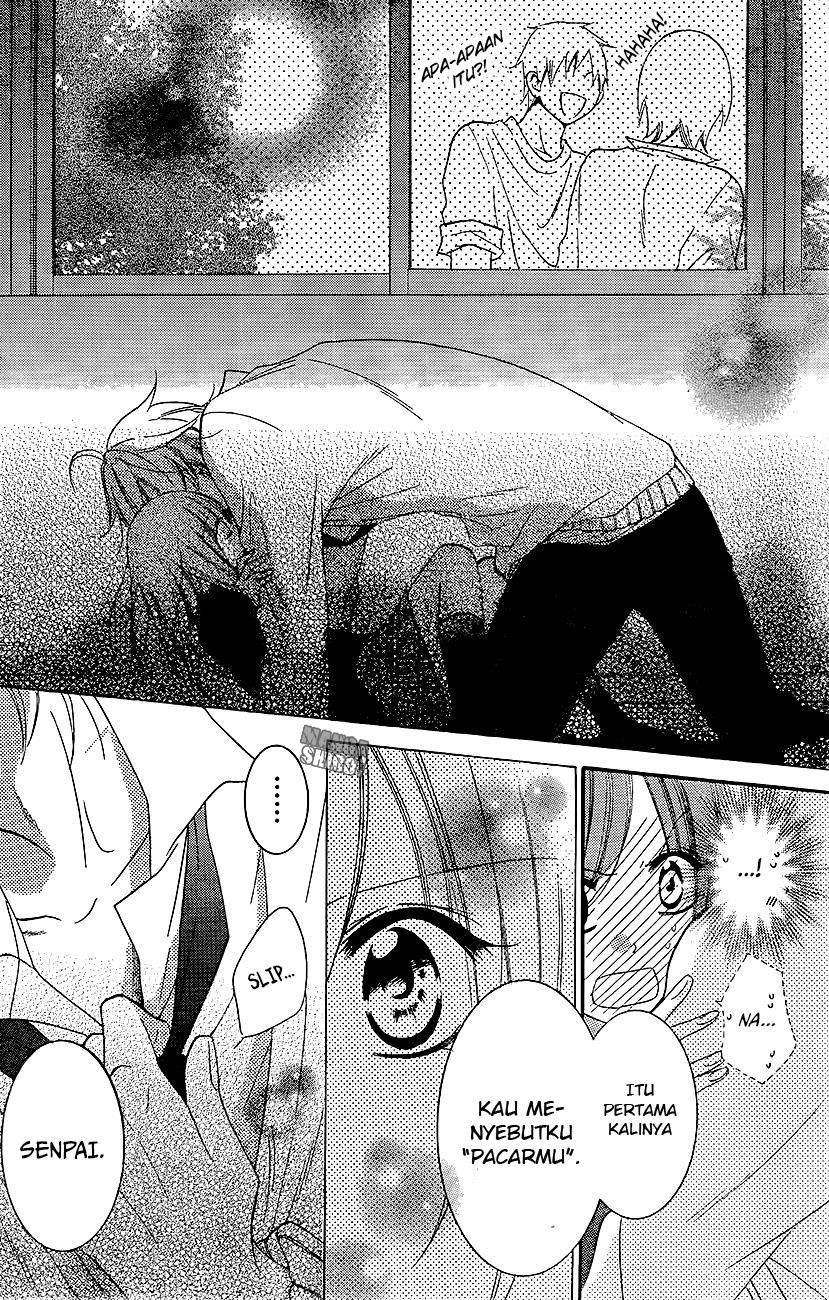 HAHAHA!
APA-APAAN
ITU?!
...!
NA...
ITU
PERTAMA
KALINYA
KAU ME-
NYEBUTKU
"PACARMU".
......
SLIP...
SENPAI.